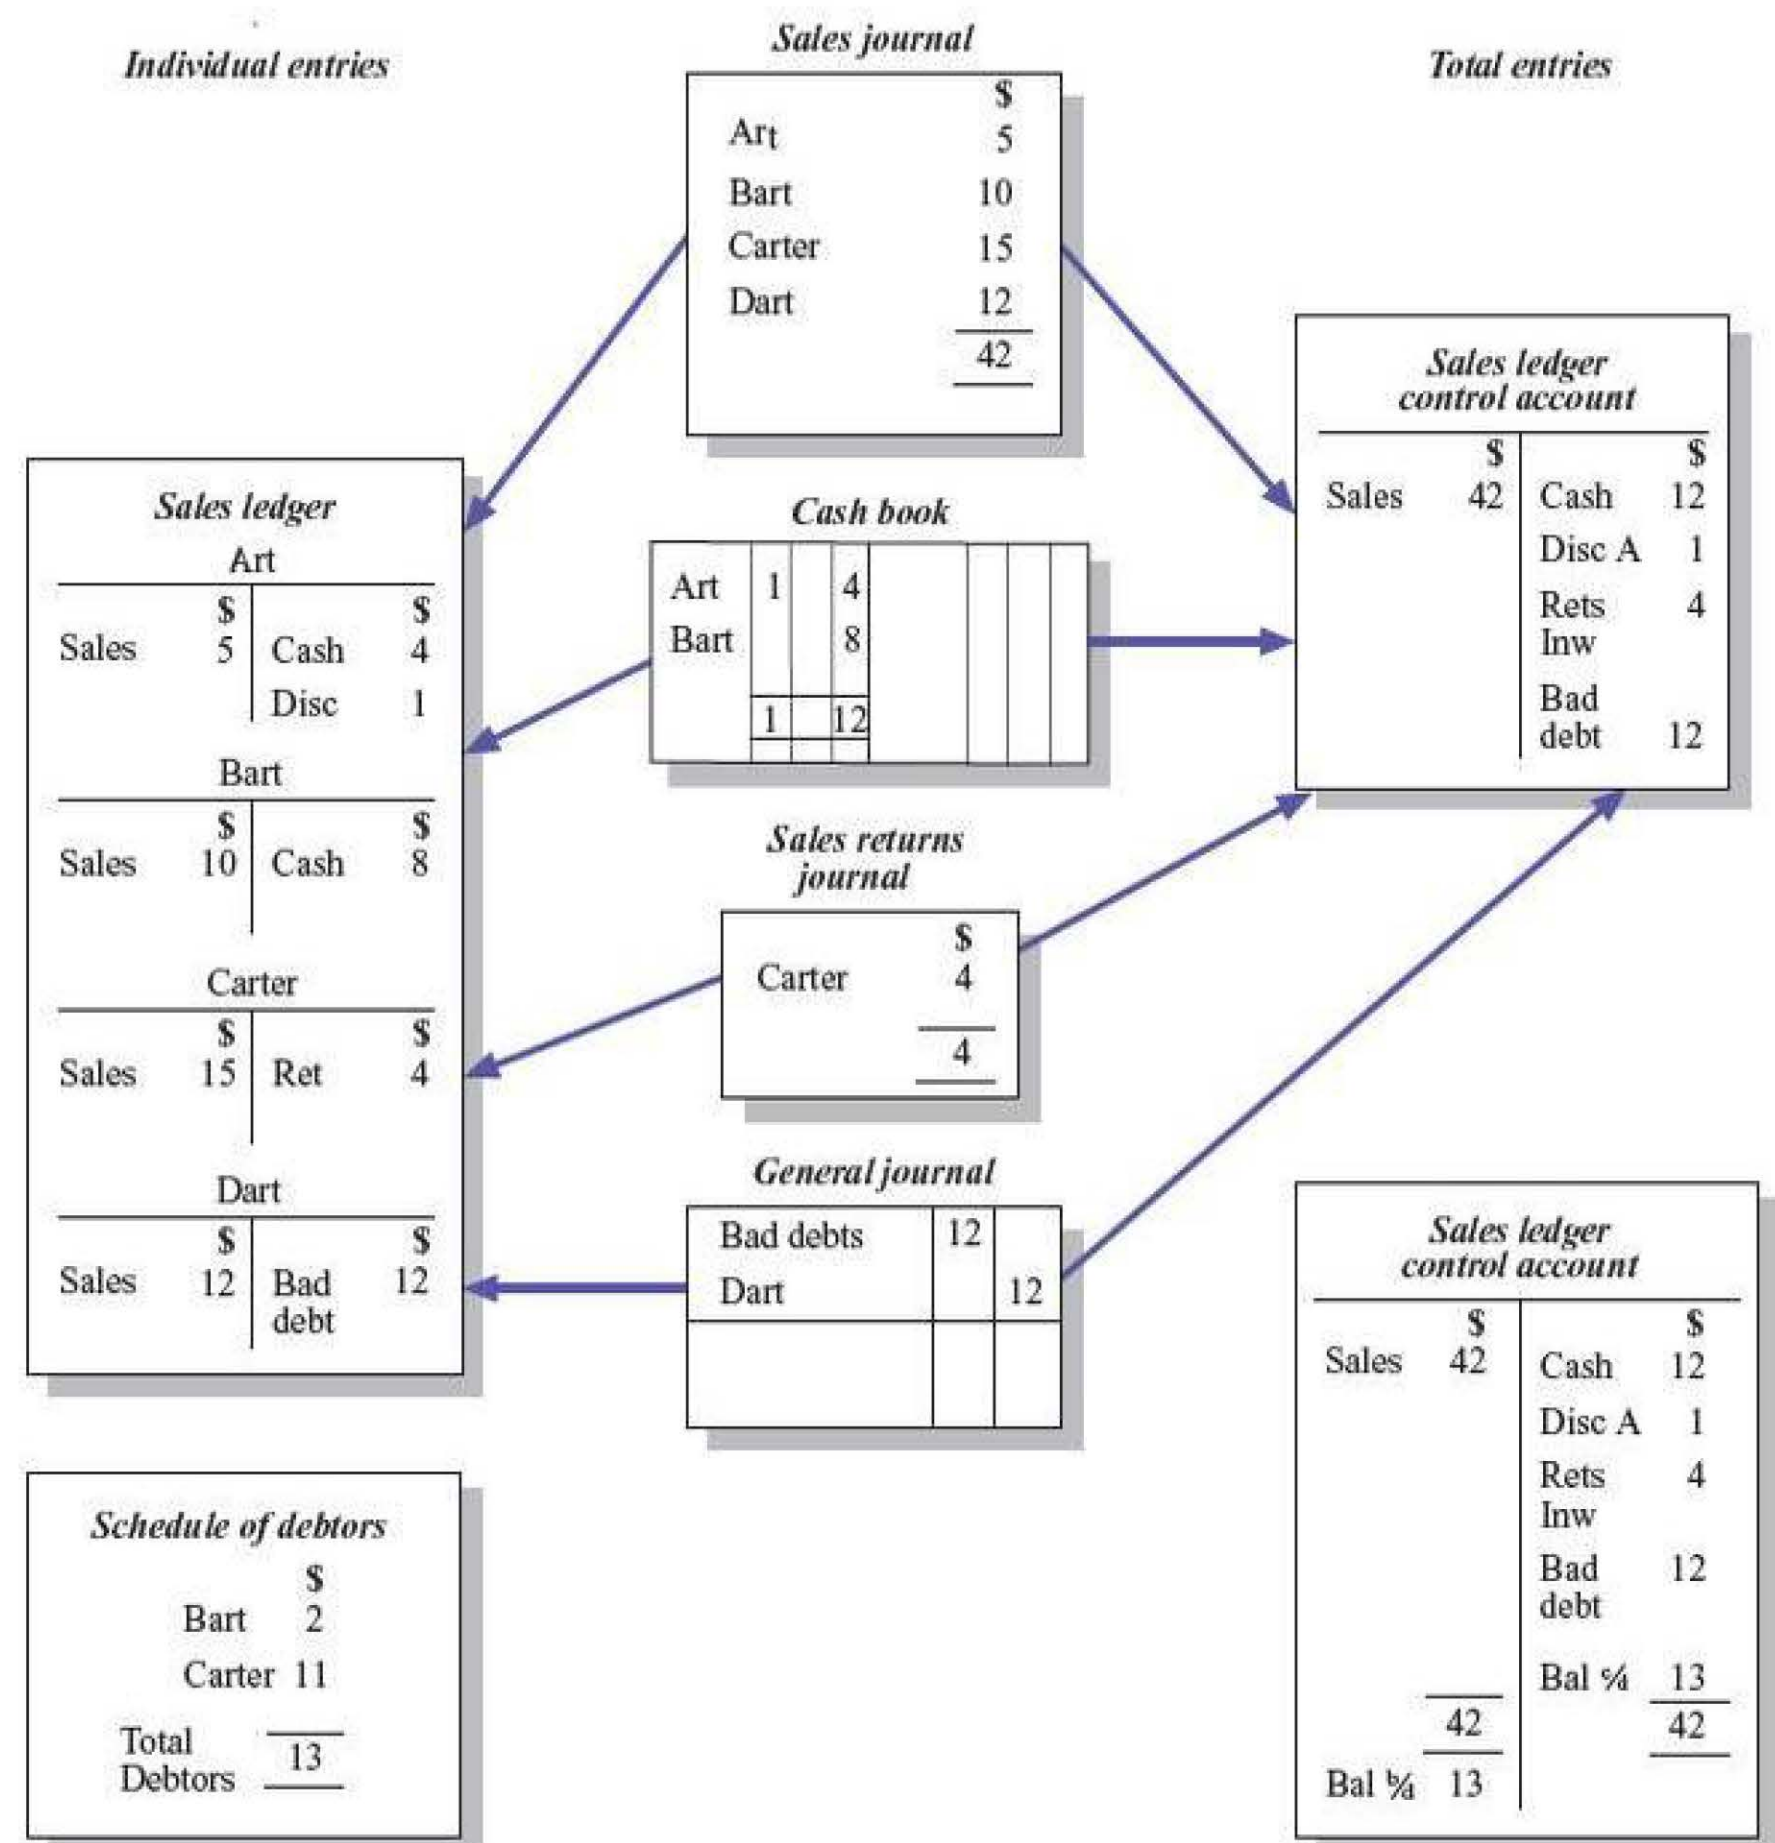 Individual entries
Sales journal
Total entries
$
Art 5
Bart 10
Carter 15
Dart 12
42
Sales ledger
control account
$ $
Sales 42 Cash 12
Disc A 1
Rets 4
Inw
Bad
debt 12
Sales ledger
Art
$ $
Sales 5 Cash 4
Disc 1
Bart
$ $
Sales 10 Cash 8
Carter
$ $
Sales 15 Ret 4
Dart
$ $
Sales 12 Bad 12
debt
Cash book
Art 1 4
Bart 8
1 12
Sales returns
journal
$
Carter 4
4
General journal
Bad debts 12
Dart 12
Schedule of debtors
$
Bart 2
Carter 11
Total
13
Debtors
Sales ledger
control account
$ $
Sales 42 Cash 12
Disc A 1
Rets 4
Inw
Bad 12
debt
Bal c/d 13
42 42
Bal b/d 13